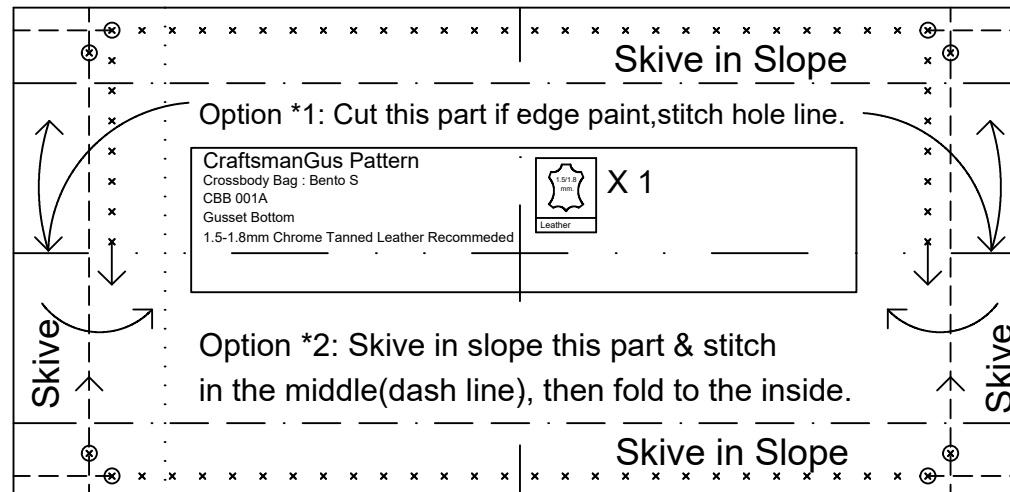 Skive in Slope
Option *1: Cut this part if edge paint,stitch hole line.
CraftsmanGus Pattern
Crossbody Bag : Bento S
CBB 001A
Gusset Bottom
1.5-1.8mm Chrome Tanned Leather Recommeded
1.5/1.8
mm.
Leather
X 1
Skive
Skive
Option *2: Skive in slope this part & stitch
in the middle(dash line), then fold to the inside.
Skive in Slope